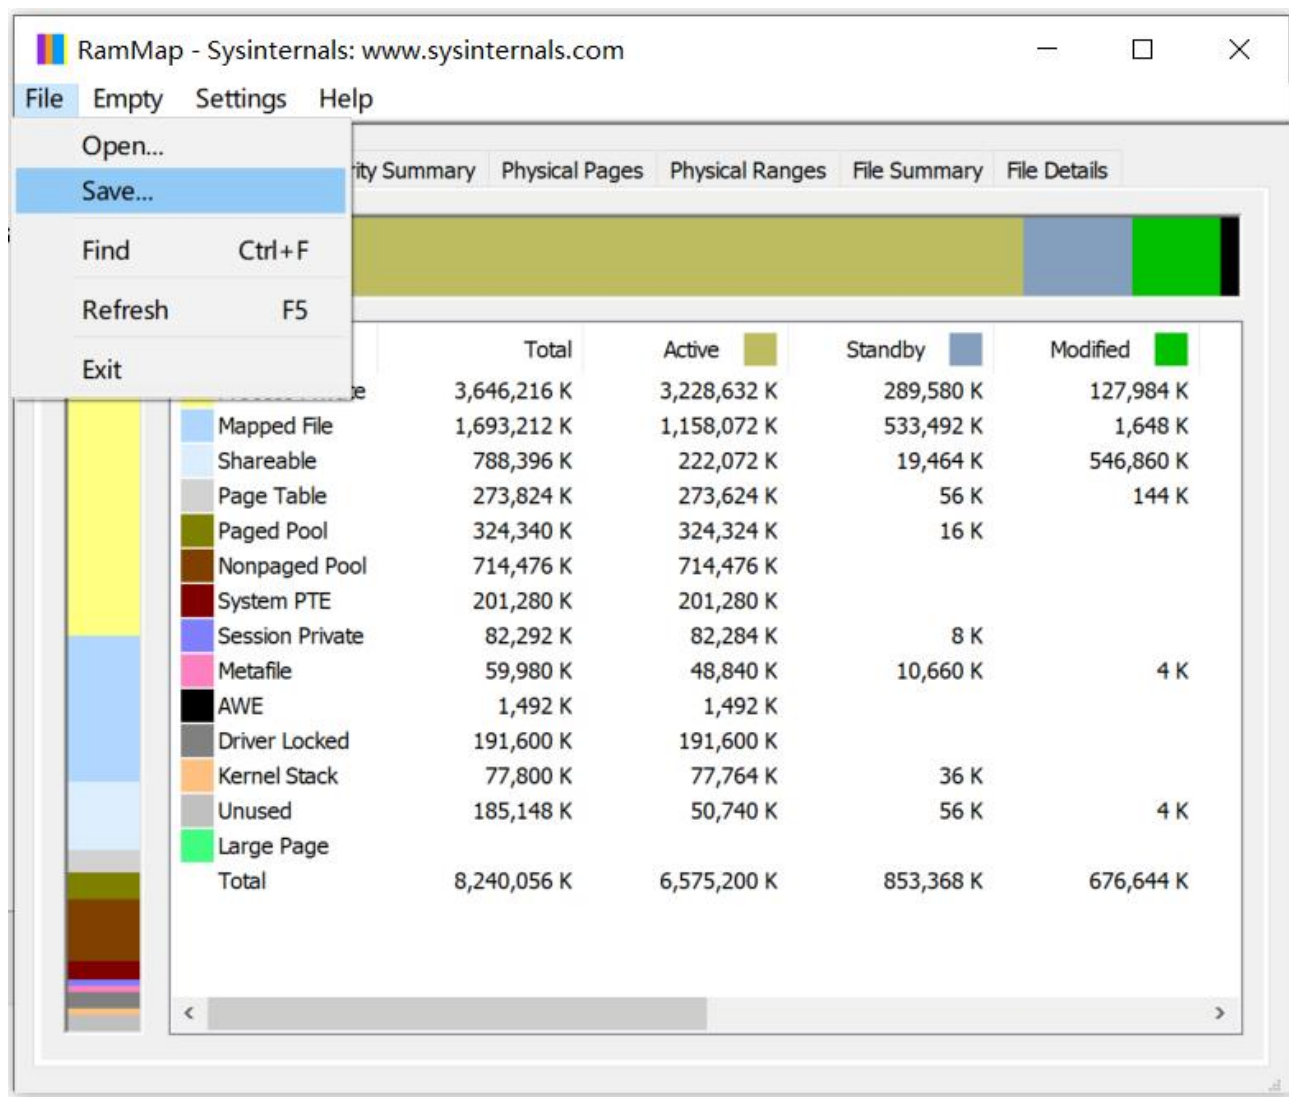 RamMap - Sysinternals: www.sysinternals.com
File Empty Settings Help
Open...
Save...
Find Ctrl+F
Refresh F5
Exit
Summary Physical Pages Physical Ranges File Summary File Details
Total Active Standby Modified
3,646,216 K 3,228,632 K 289,580 K 127,984 K
Mapped File 1,693,212 K 1,158,072 K 533,492 K 1,648 K
Shareable 788,396 K 222,072 K 19,464 K 546,860 K
Page Table 273,824 K 273,624 K 56 K 144 K
Paged Pool 324,340 K 324,324 K 16 K
Nonpaged Pool 714,476 K 714,476 K
System PTE 201,280 K 201,280 K
Session Private 82,292 K 82,284 K 8 K
Metafile 59,980 K 48,840 K 10,660 K 4 K
AWE 1,492 K 1,492 K
Driver Locked 191,600 K 191,600 K
Kernel Stack 77,800 K 77,764 K 36 K
Unused 185,148 K 50,740 K 56 K 4 K
Large Page
Total 8,240,056 K 6,575,200 K 853,368 K 676,644 K